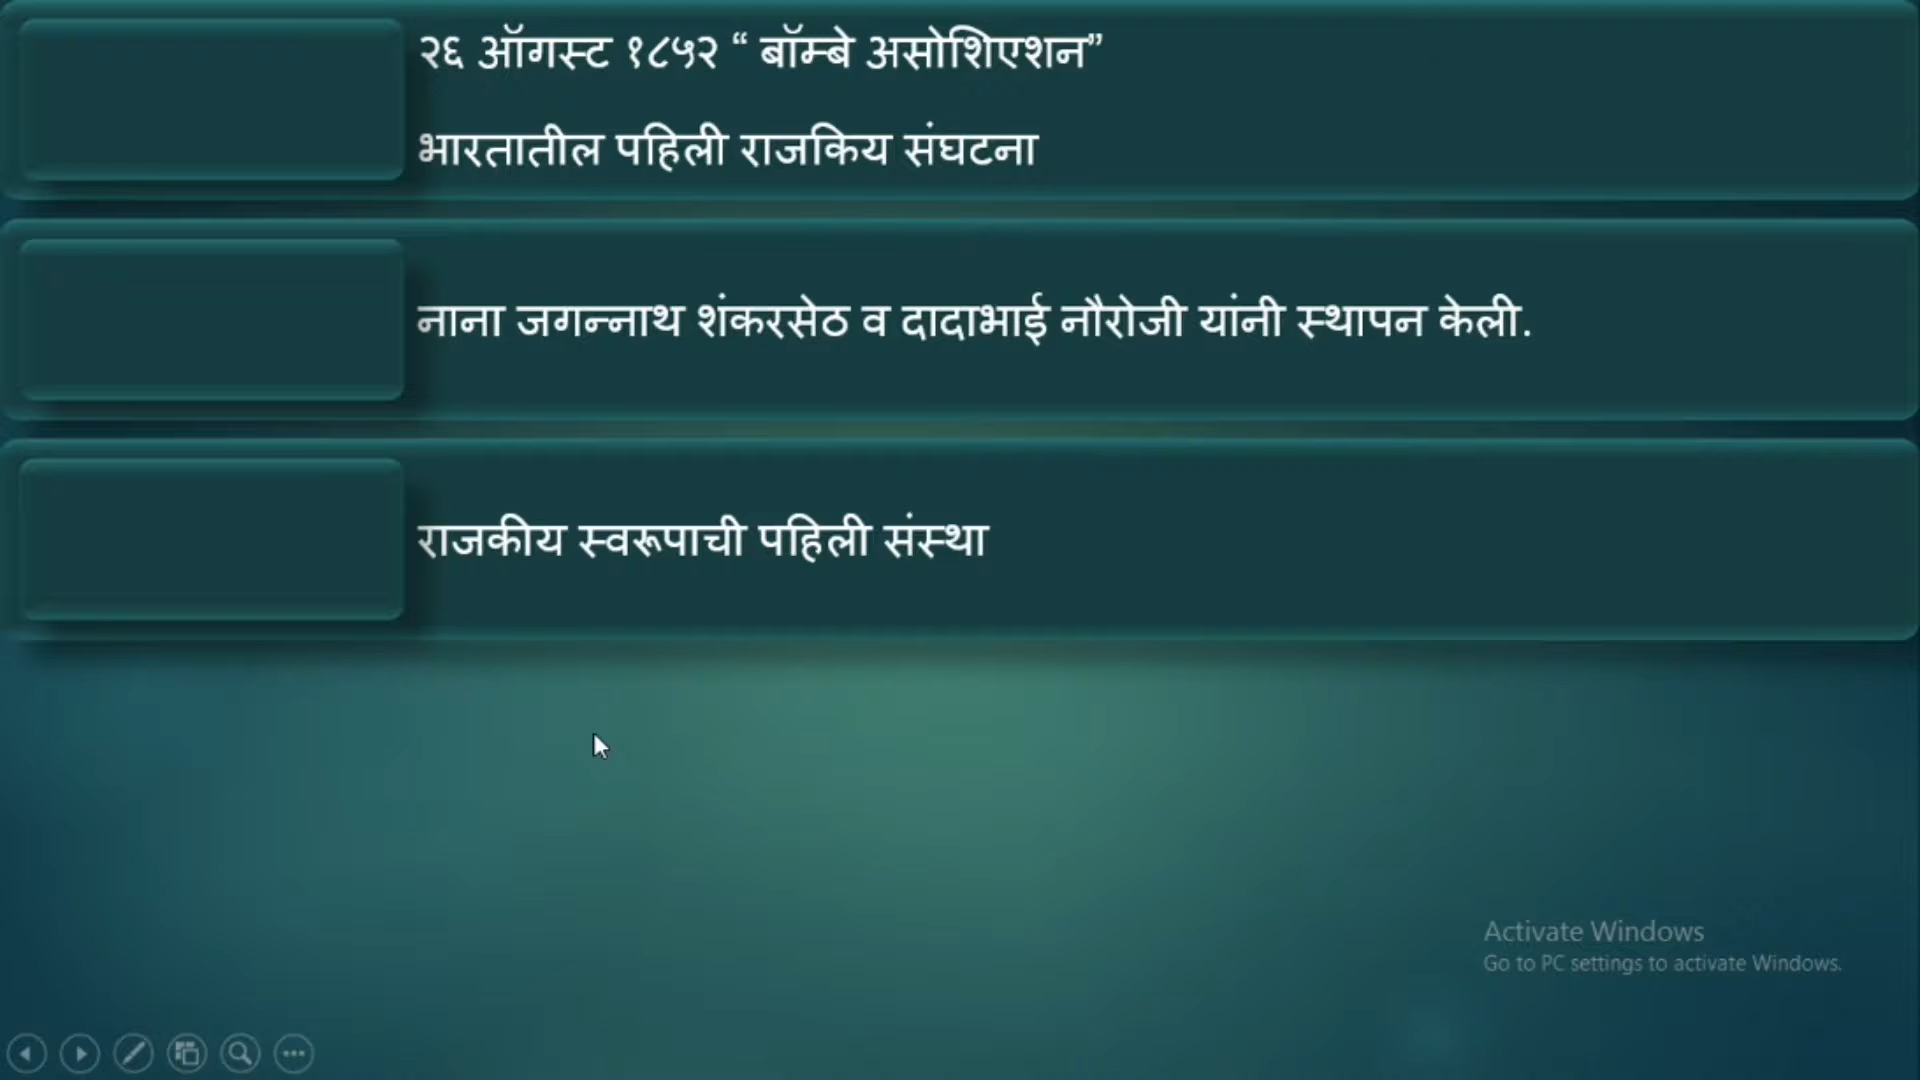 २६ ऑगस्ट १८५२ “ बॉम्बे असोशिएशन”
भारतातील पहिली राजकिय संघटना
नाना जगन्नाथ शंकरसेठ व दादाभाई नौरोजी यांनी स्थापन केली.
राजकीय स्वरूपाची पहिली संस्था
Activate Windows
Go to PC settings to activate Windows.